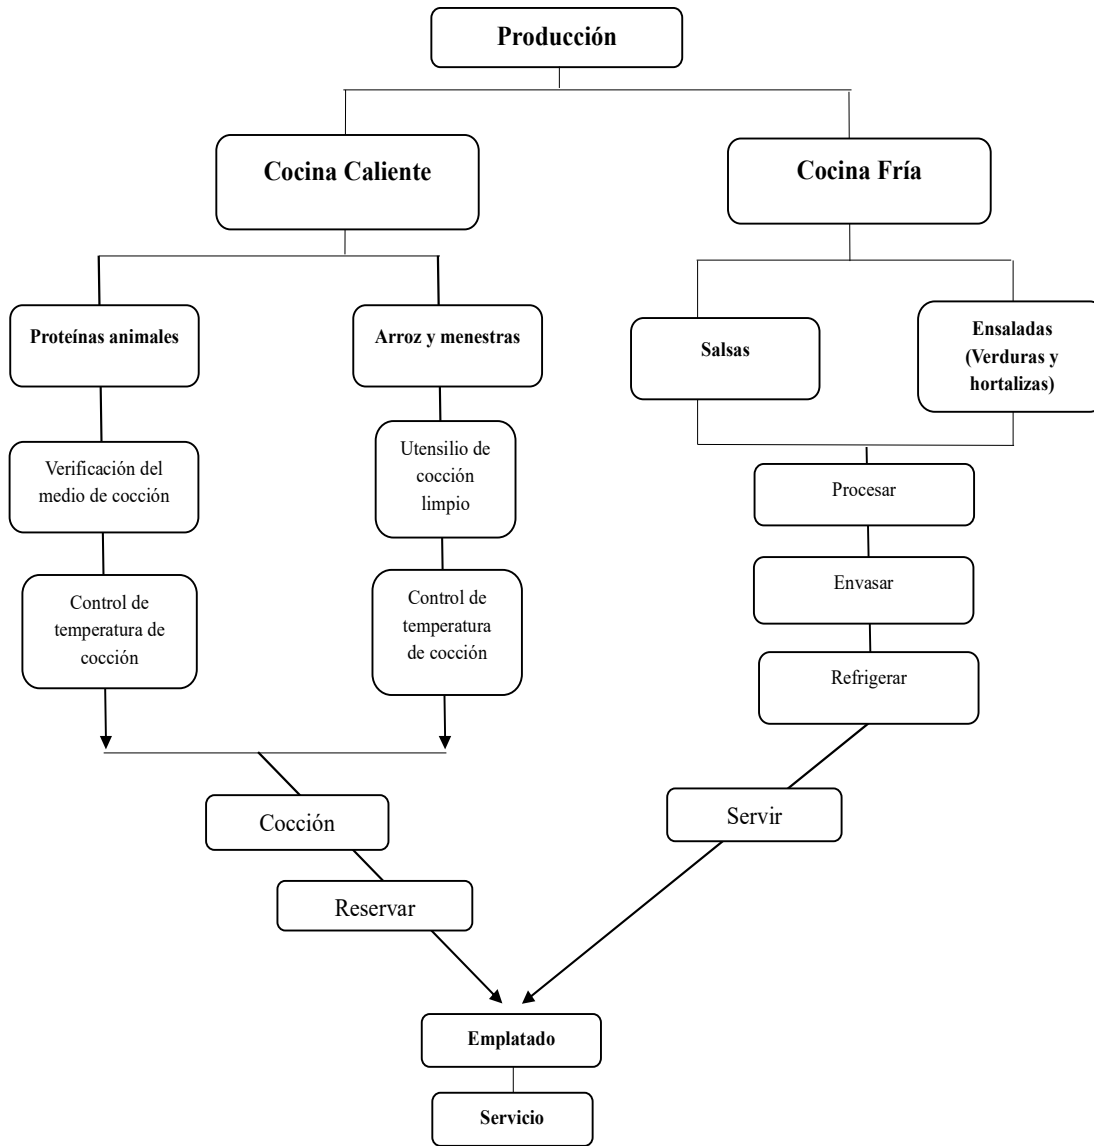 Producción
Cocina Caliente
Cocina Fría
Proteínas animales
Arroz y menestras
Salsas
Ensaladas
(Verduras y
hortalizas)
Verificación del
medio de cocción
Utensilio de
cocción
limpio
Procesar
Envasar
Control de
temperatura de
cocción
Control de
temperatura
de cocción
Refrigerar
Cocción
Servir
Reservar
Emplatado
Servicio